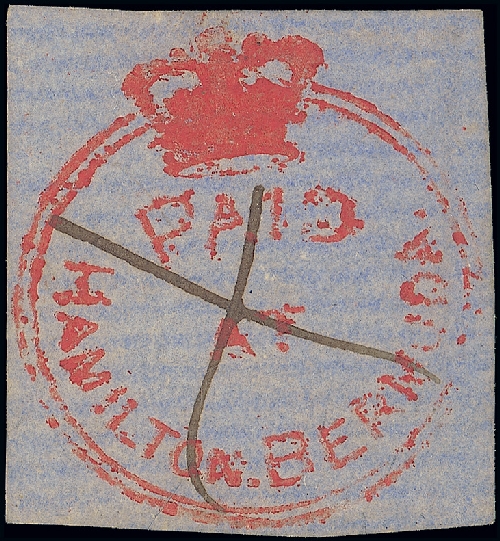 PAID
AT
HAMILTON. BERMUDA.